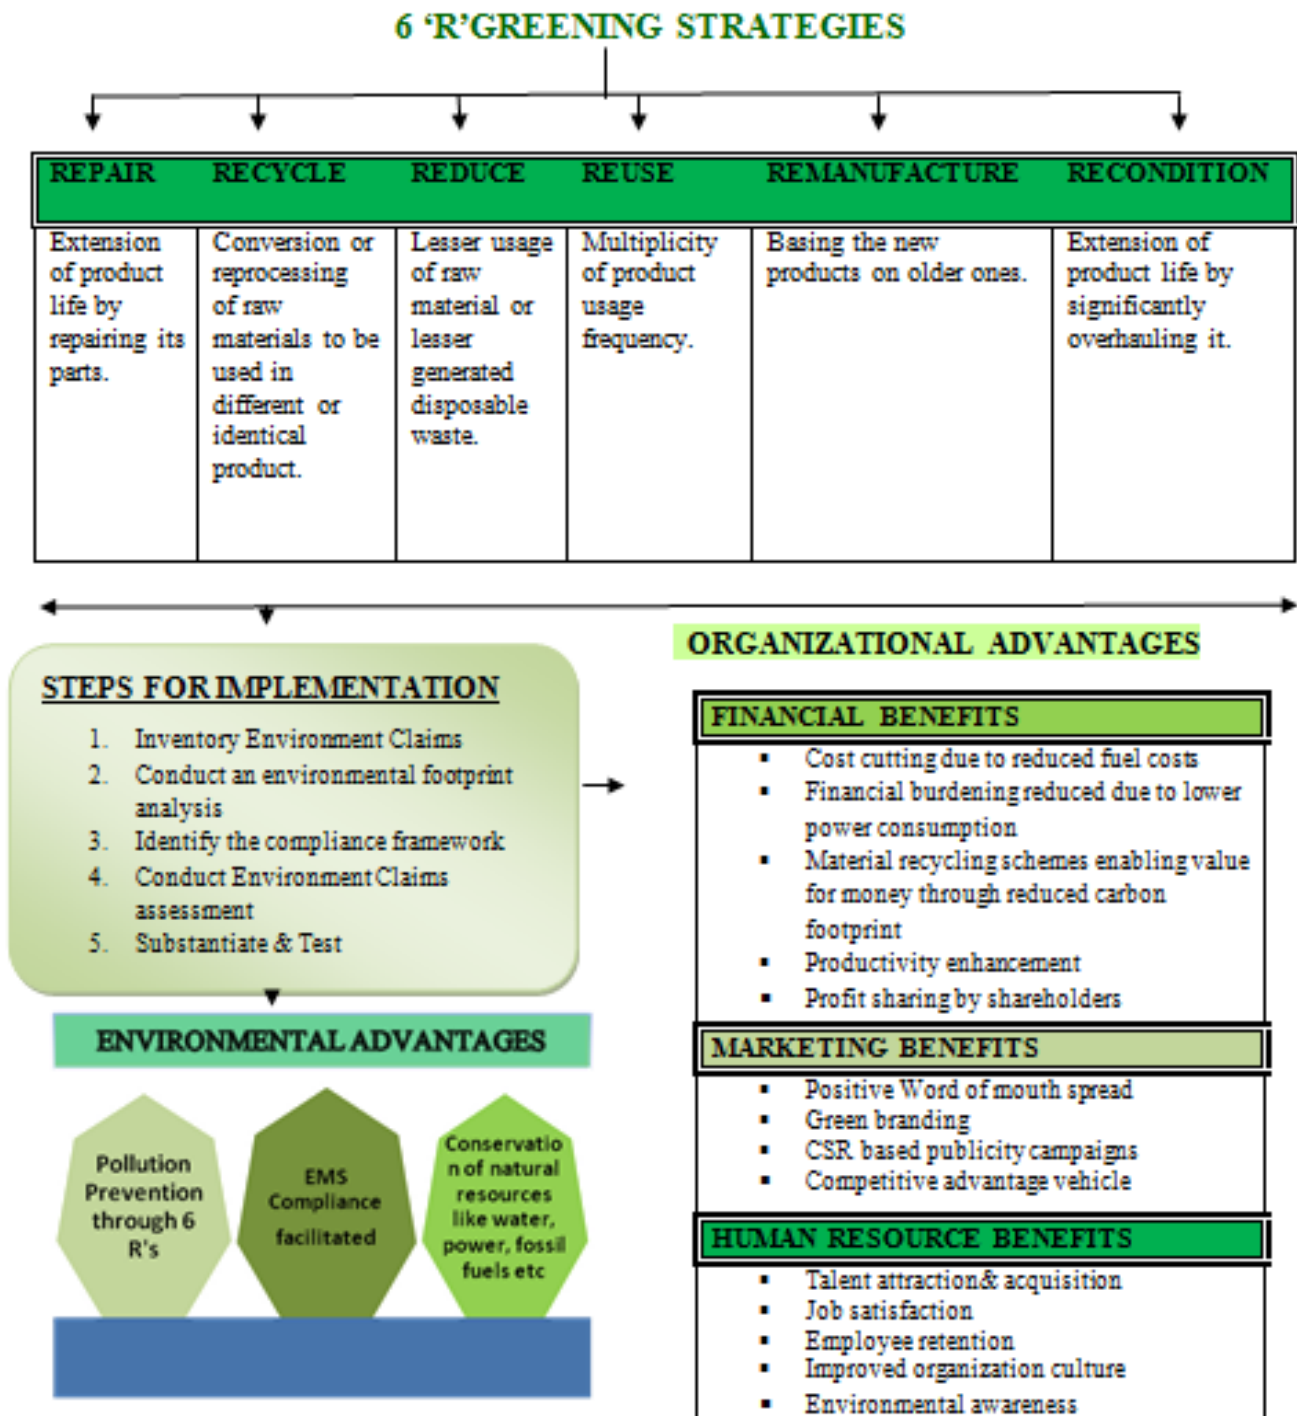 6 ‘R’GREENING STRATEGIES
REPAIR
RECYCLE
REDUCE
REUSE
REMANUFACTURE
RECONDITION
Extension
of product
life by
repairing its
parts.
Conversion or
reprocessing
of raw
materials to be
used in
different or
identical
product.
Lesser usage
of raw
material or
lesser
generated
disposable
waste.
Multiplicity
of product
usage
frequency.
Basing the new
products on older ones.
Extension of
product life by
significantly
overhauling it.
STEPS FOR IMPLEMENTATION
1. Inventory Environment Claims
2. Conduct an environmental footprint
analysis
3. Identify the compliance framework
4. Conduct Environment Claims
assessment
5. Substantiate & Test
ENVIRONMENTAL ADVANTAGES
Pollution
Prevention
through 6
R's
EMS
Compliance
facilitated
Conservatio
n of natural
resources
like water,
power, fossil
fuels etc
ORGANIZATIONAL ADVANTAGES
FINANCIAL BENEFITS
▪ Cost cutting due to reduced fuel costs
▪ Financial burdening reduced due to lower
power consumption
▪ Material recycling schemes enabling value
for money through reduced carbon
footprint
▪ Productivity enhancement
▪ Profit sharing by shareholders
MARKETING BENEFITS
▪ Positive Word of mouth spread
▪ Green branding
▪ CSR based publicity campaigns
▪ Competitive advantage vehicle
HUMAN RESOURCE BENEFITS
▪ Talent attraction& acquisition
▪ Job satisfaction
▪ Employee retention
▪ Improved organization culture
▪ Environmental awareness